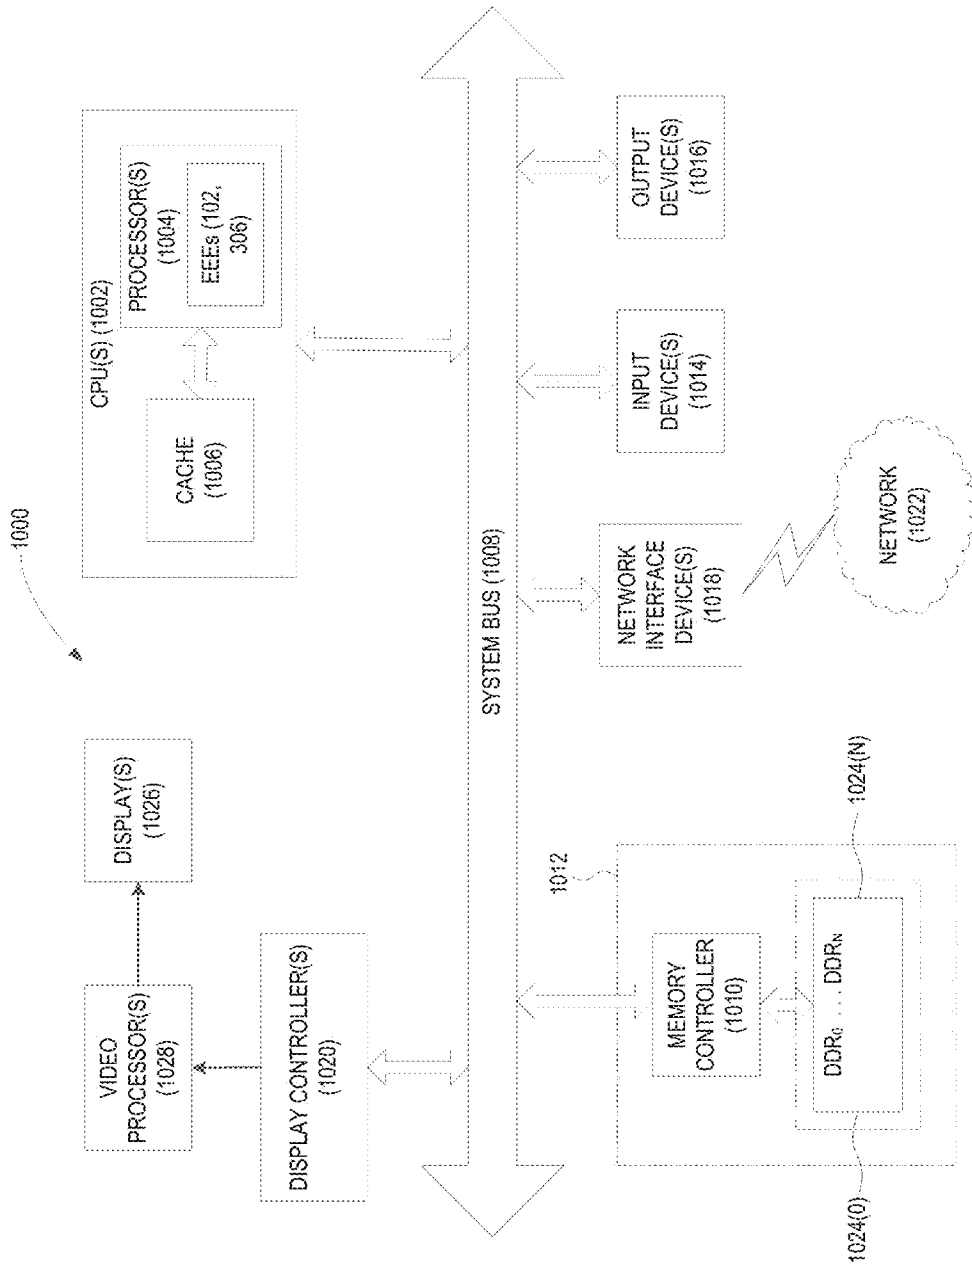 1000
CPU(S) (1002)
CACHE
(1006)
PROCESSOR(S)
(1004)
EEEs (102,
306)
DISPLAY(S)
(1026)
VIDEO
PROCESSOR(S)
(1028)
DISPLAY CONTROLLER(S)
(1020)
SYSTEM BUS (1008)
1012
MEMORY
CONTROLLER
(1010)
DDR₀ . . . DDR_N
1024(0)
1024(N)
NETWORK
INTERFACE
DEVICE(S)
(1018)
NETWORK
(1022)
INPUT
DEVICE(S)
(1014)
OUTPUT
DEVICE(S)
(1016)